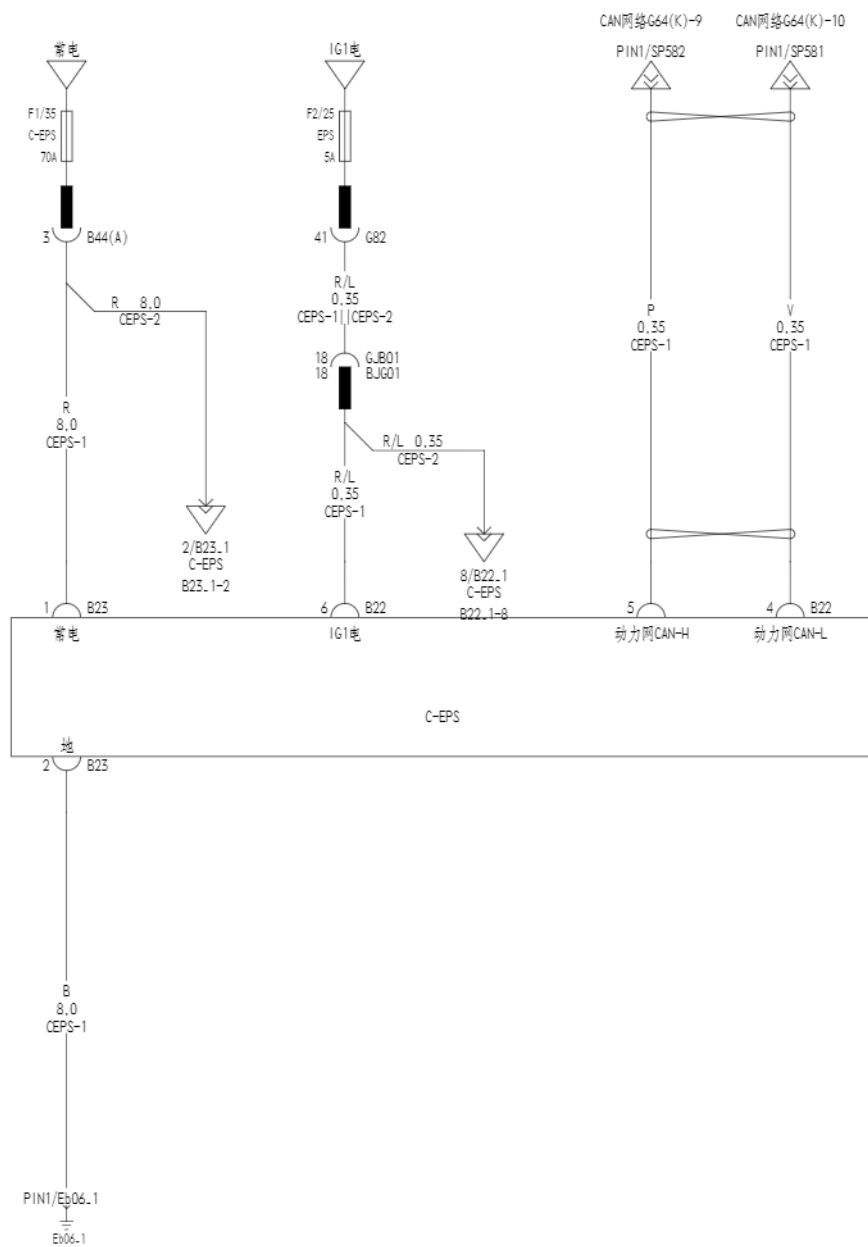 CAN网络G64(K)-9 CAN网络G64(K)-10
常电 IG1电 PIN1/SP582 PIN1/SP581
F1/35 F2/25
C-EPS EPS
70A 5A
3 B44(A) 41 G82
R/L
R 8.0 0.35 P V
CEPS-2 CEPS-1||CEPS-2 0.35 0.35
CEPS-1 CEPS-1
18 GJB01
18 BJG01
R
8.0
CEPS-1
R/L 0.35
CEPS-2
R/L
0.35
CEPS-1
2/B23_1
C-EPS
B23_1-2
8/B22_1
C-EPS
B22_1-8
1 B23 6 B22 5 4 B22
常电 IG1电 动力网CAN-H 动力网CAN-L
C-EPS
地
2 B23
B
8.0
CEPS-1
PIN1/Eb06_1
Eb06_1